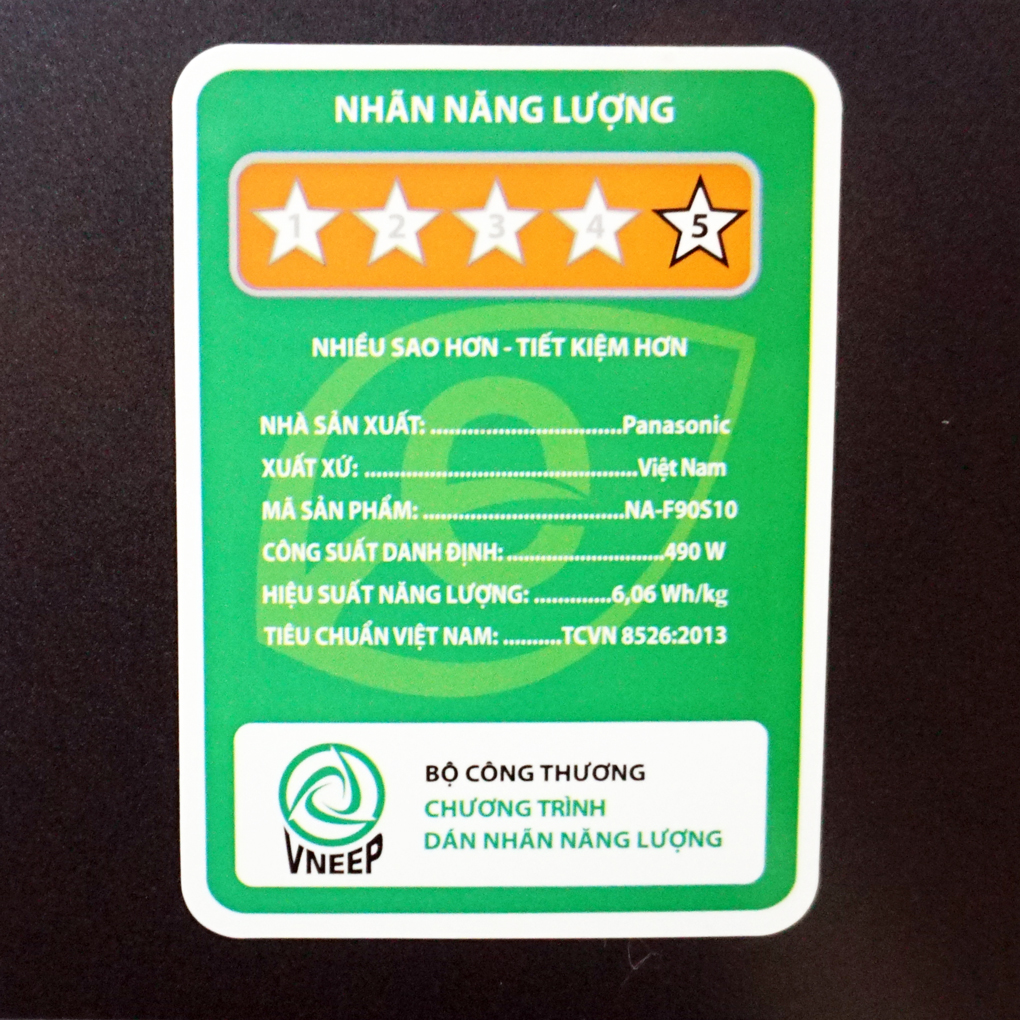 NHÃN NĂNG LƯỢNG
1 2 3 4 5
NHIỀU SAO HƠN - TIẾT KIỆM HƠN
NHÀ SẢN XUẤT: ...............................Panasonic
XUẤT XỨ: ............................................Việt Nam
MÃ SẢN PHẨM: .................................NA-F90S10
CÔNG SUẤT DANH ĐỊNH: .........................490 W
HIỆU SUẤT NĂNG LƯỢNG: .............6,06 Wh/kg
TIÊU CHUẨN VIỆT NAM: ..........TCVN 8526:2013
BỘ CÔNG THƯƠNG
CHƯƠNG TRÌNH
DÁN NHÃN NĂNG LƯỢNG
VNEEP